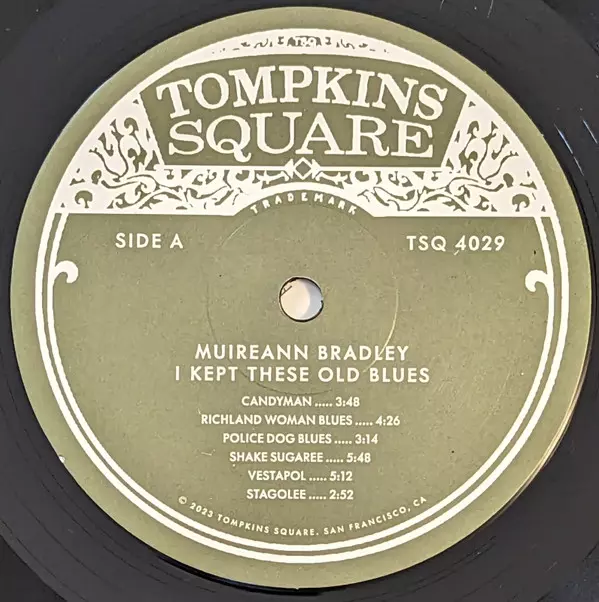 TSQ
TOMPKINS
SQUARE
TRADEMARK
SIDE A
TSQ 4029
MUIREANN BRADLEY
I KEPT THESE OLD BLUES
CANDYMAN ..... 3:48
RICHLAND WOMAN BLUES ..... 4:26
POLICE DOG BLUES ..... 3:14
SHAKE SUGAREE ..... 5:48
VESTAPOL ..... 5:12
STAGOLEE ..... 2:52
© 2023 TOMPKINS SQUARE. SAN FRANCISCO, CA